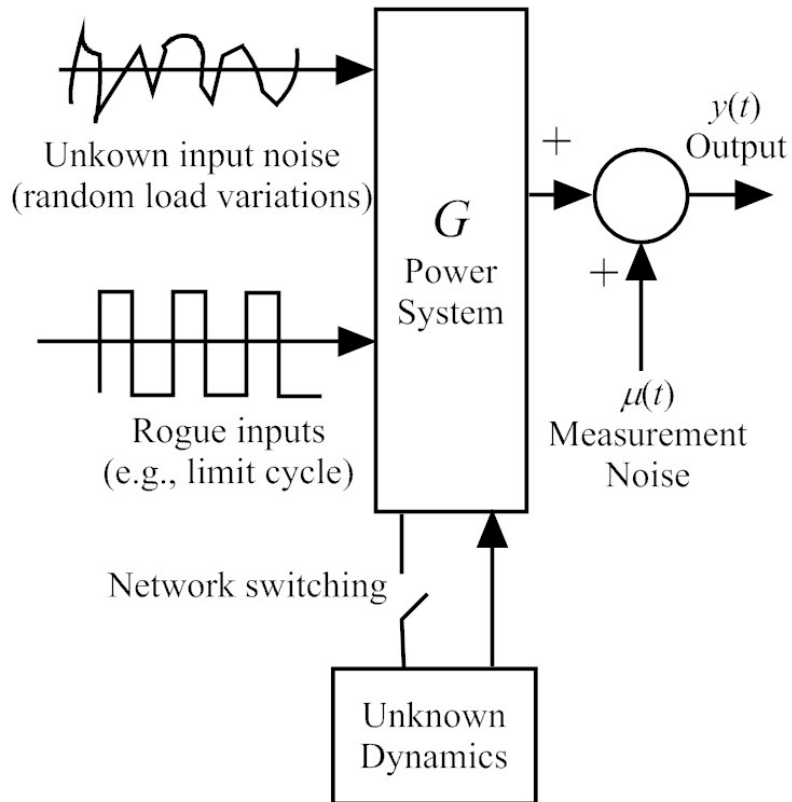 Unkown input noise
(random load variations)
Rogue inputs
(e.g., limit cycle)
G
Power
System
+
+
y(t)
Output
μ(t)
Measurement
Noise
Network switching
Unknown
Dynamics